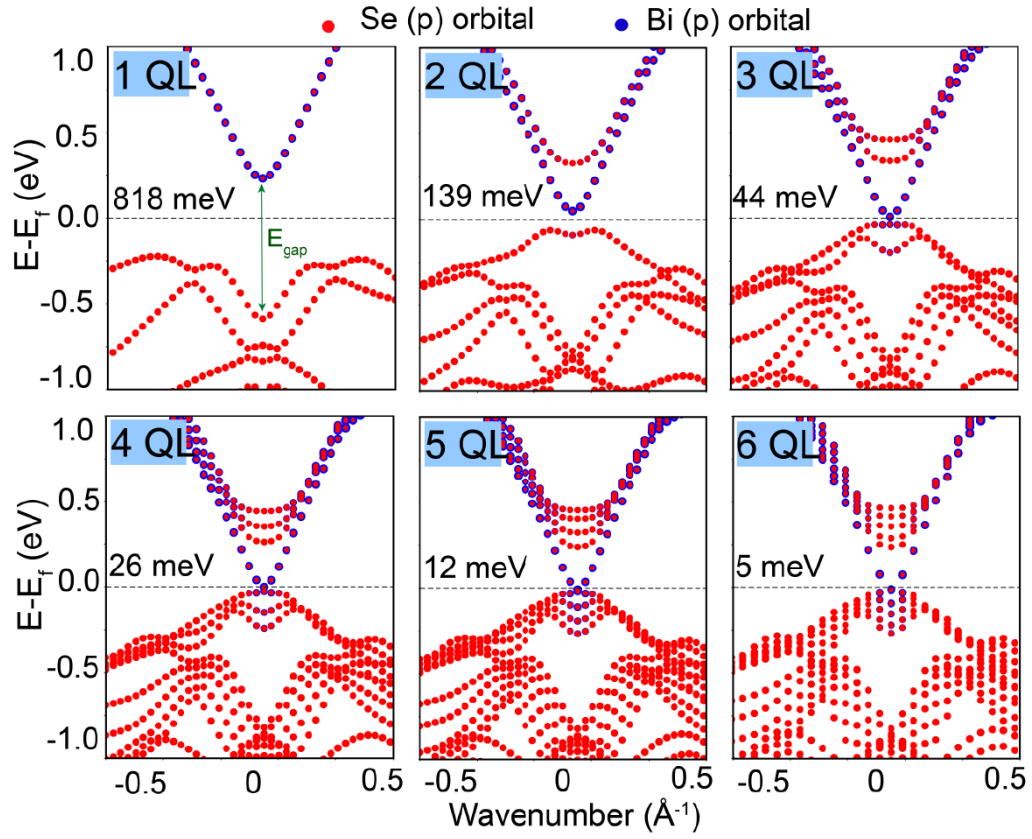 Se (p) orbital Bi (p) orbital
1 QL 2 QL 3 QL
1.0
0.5
0.0
-0.5
-1.0
E-E_f (eV)
818 meV 139 meV 44 meV
E_gap
4 QL 5 QL 6 QL
1.0
0.5
0.0
-0.5
-1.0
E-E_f (eV)
26 meV 12 meV 5 meV
-0.5 0 0.5 -0.5 0 0.5 -0.5 0 0.5
Wavenumber (Å⁻¹)